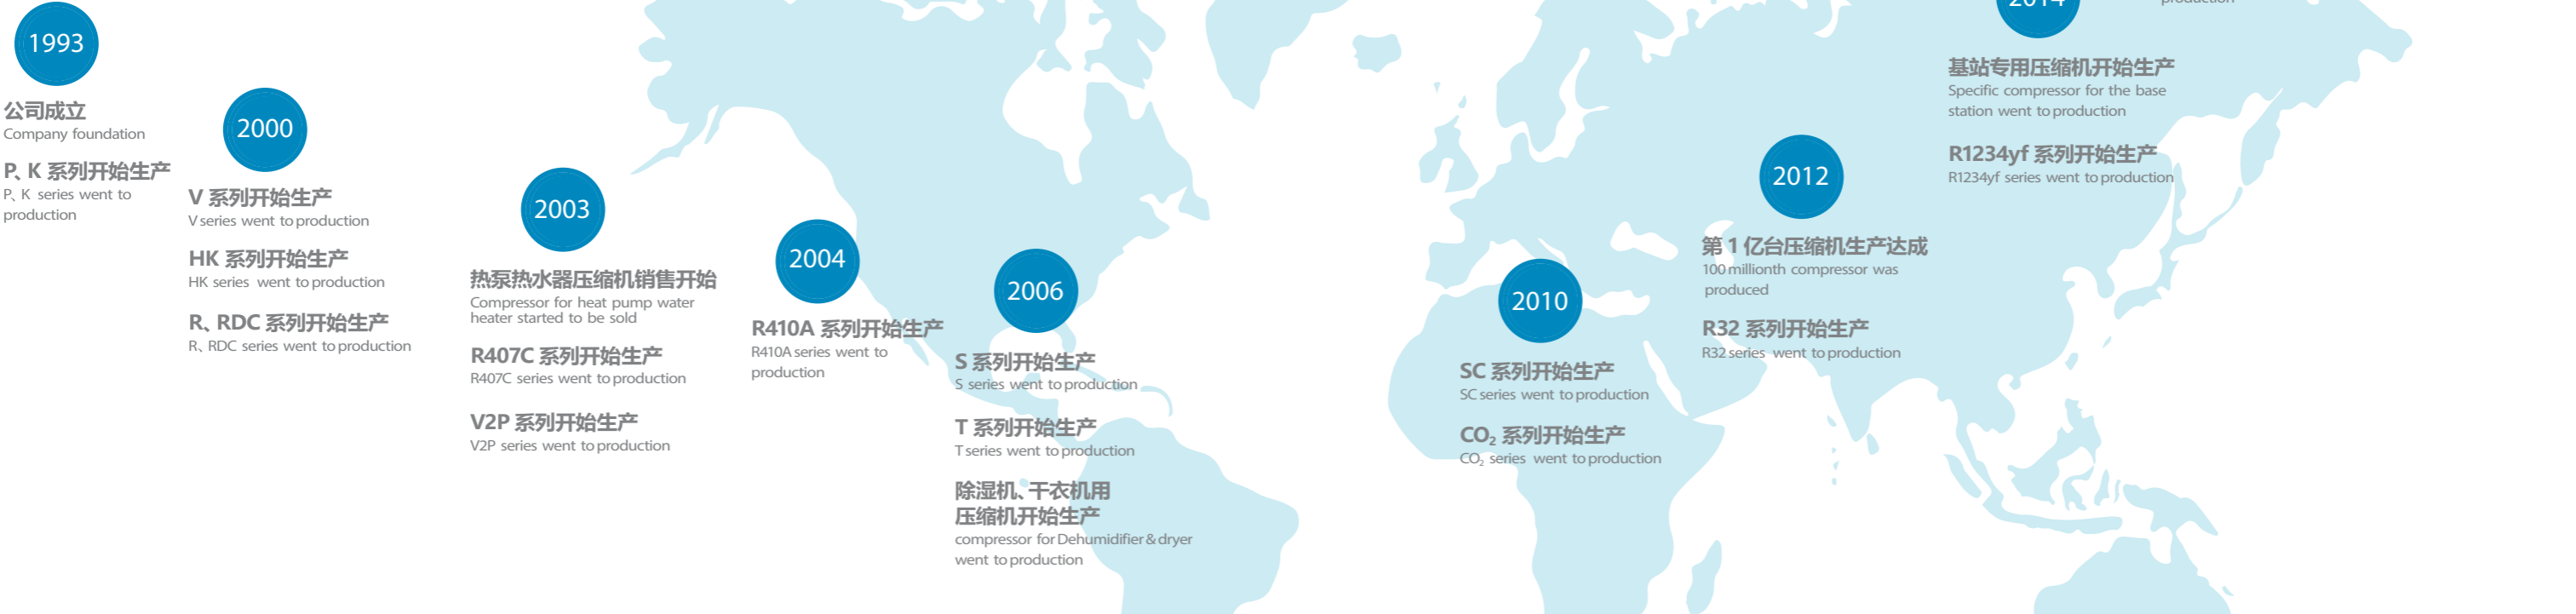 1993
公司成立
Company foundation
P、K 系列开始生产
P、K series went to
production
2000
V 系列开始生产
V series went to production
HK 系列开始生产
HK series went to production
R、RDC 系列开始生产
R、RDC series went to production
2003
热泵热水器压缩机销售开始
Compressor for heat pump water
heater started to be sold
R407C 系列开始生产
R407C series went to production
V2P 系列开始生产
V2P series went to production
2004
R410A 系列开始生产
R410A series went to
production
2006
S 系列开始生产
S series went to production
T 系列开始生产
T series went to production
除湿机、干衣机用
压缩机开始生产
compressor for Dehumidifier & dryer
went to production
2010
SC 系列开始生产
SC series went to production
CO₂ 系列开始生产
CO₂ series went to production
2012
第 1 亿台压缩机生产达成
100 millionth compressor was
produced
R32 系列开始生产
R32 series went to production
2014
production
基站专用压缩机开始生产
Specific compressor for the base
station went to production
R1234yf 系列开始生产
R1234yf series went to production